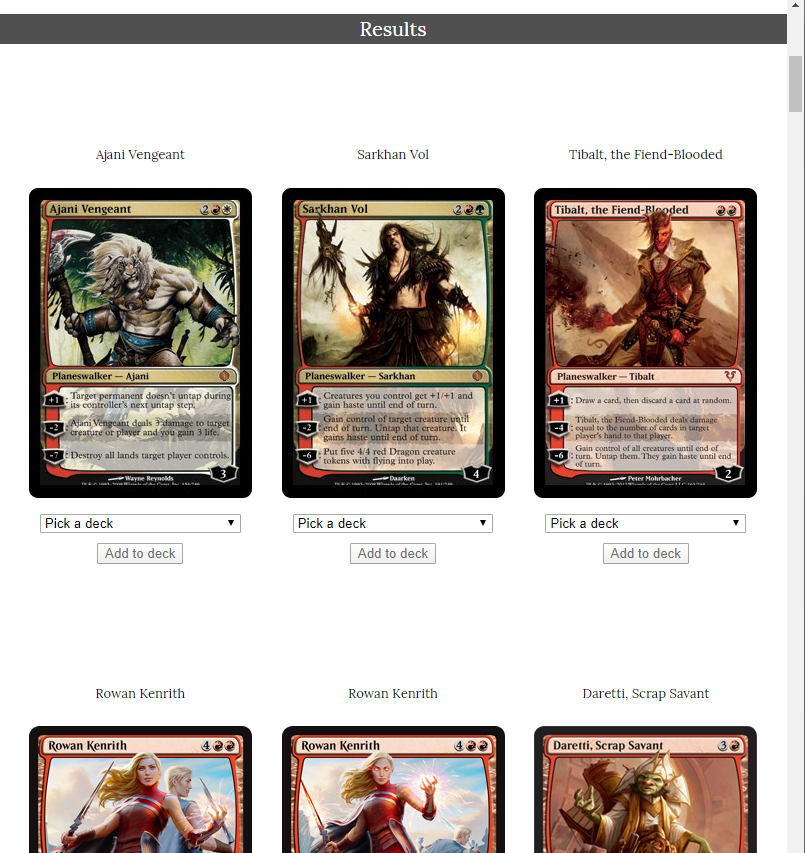 Results
Ajani Vengeant
Sarkhan Vol
Tibalt, the Fiend-Blooded
Ajani Vengeant 2
Planeswalker — Ajani
+1 : Target permanent doesn't untap during
its controller's next untap step.
-2 : Ajani Vengeant deals 3 damage to target
creature or player and you gain 3 life.
-7 : Destroy all lands target player controls.
Wayne Reynolds
3
Sarkhan Vol 2
Planeswalker — Sarkhan
+1 : Creatures you control get +1/+1 and
gain haste until end of turn.
-2 : Gain control of target creature until
end of turn. Untap that creature. It
gains haste until end of turn.
-6 : Put five 4/4 red Dragon creature
tokens with flying into play.
Daarken
4
Tibalt, the Fiend-Blooded
Planeswalker — Tibalt
+1 : Draw a card, then discard a card at random.
-4 : Tibalt, the Fiend-Blooded deals damage
equal to the number of cards in target
player's hand to that player.
-6 : Gain control of all creatures until end of
turn. Untap them. They gain haste until end
of turn.
Peter Mohrbacher
2
Pick a deck
Pick a deck
Pick a deck
Add to deck
Add to deck
Add to deck
Rowan Kenrith
Rowan Kenrith
Daretti, Scrap Savant
Rowan Kenrith 4
Rowan Kenrith 4
Daretti, Scrap Savant 3